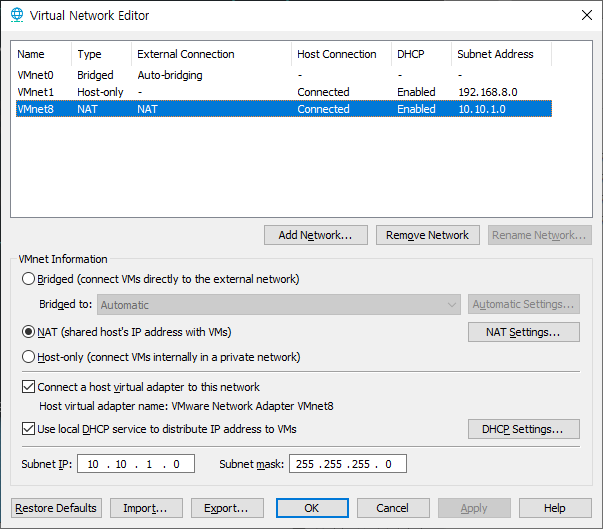 Virtual Network Editor
Name Type External Connection Host Connection DHCP Subnet Address
VMnet0 Bridged Auto-bridging - - -
VMnet1 Host-only - Connected Enabled 192.168.8.0
VMnet8 NAT NAT Connected Enabled 10.10.1.0
Add Network... Remove Network Rename Network...
VMnet Information
Bridged (connect VMs directly to the external network)
Bridged to: Automatic Automatic Settings...
NAT (shared host's IP address with VMs) NAT Settings...
Host-only (connect VMs internally in a private network)
Connect a host virtual adapter to this network
Host virtual adapter name: VMware Network Adapter VMnet8
Use local DHCP service to distribute IP address to VMs DHCP Settings...
Subnet IP: 10 . 10 . 1 . 0 Subnet mask: 255 . 255 . 255 . 0
Restore Defaults Import... Export... OK Cancel Apply Help